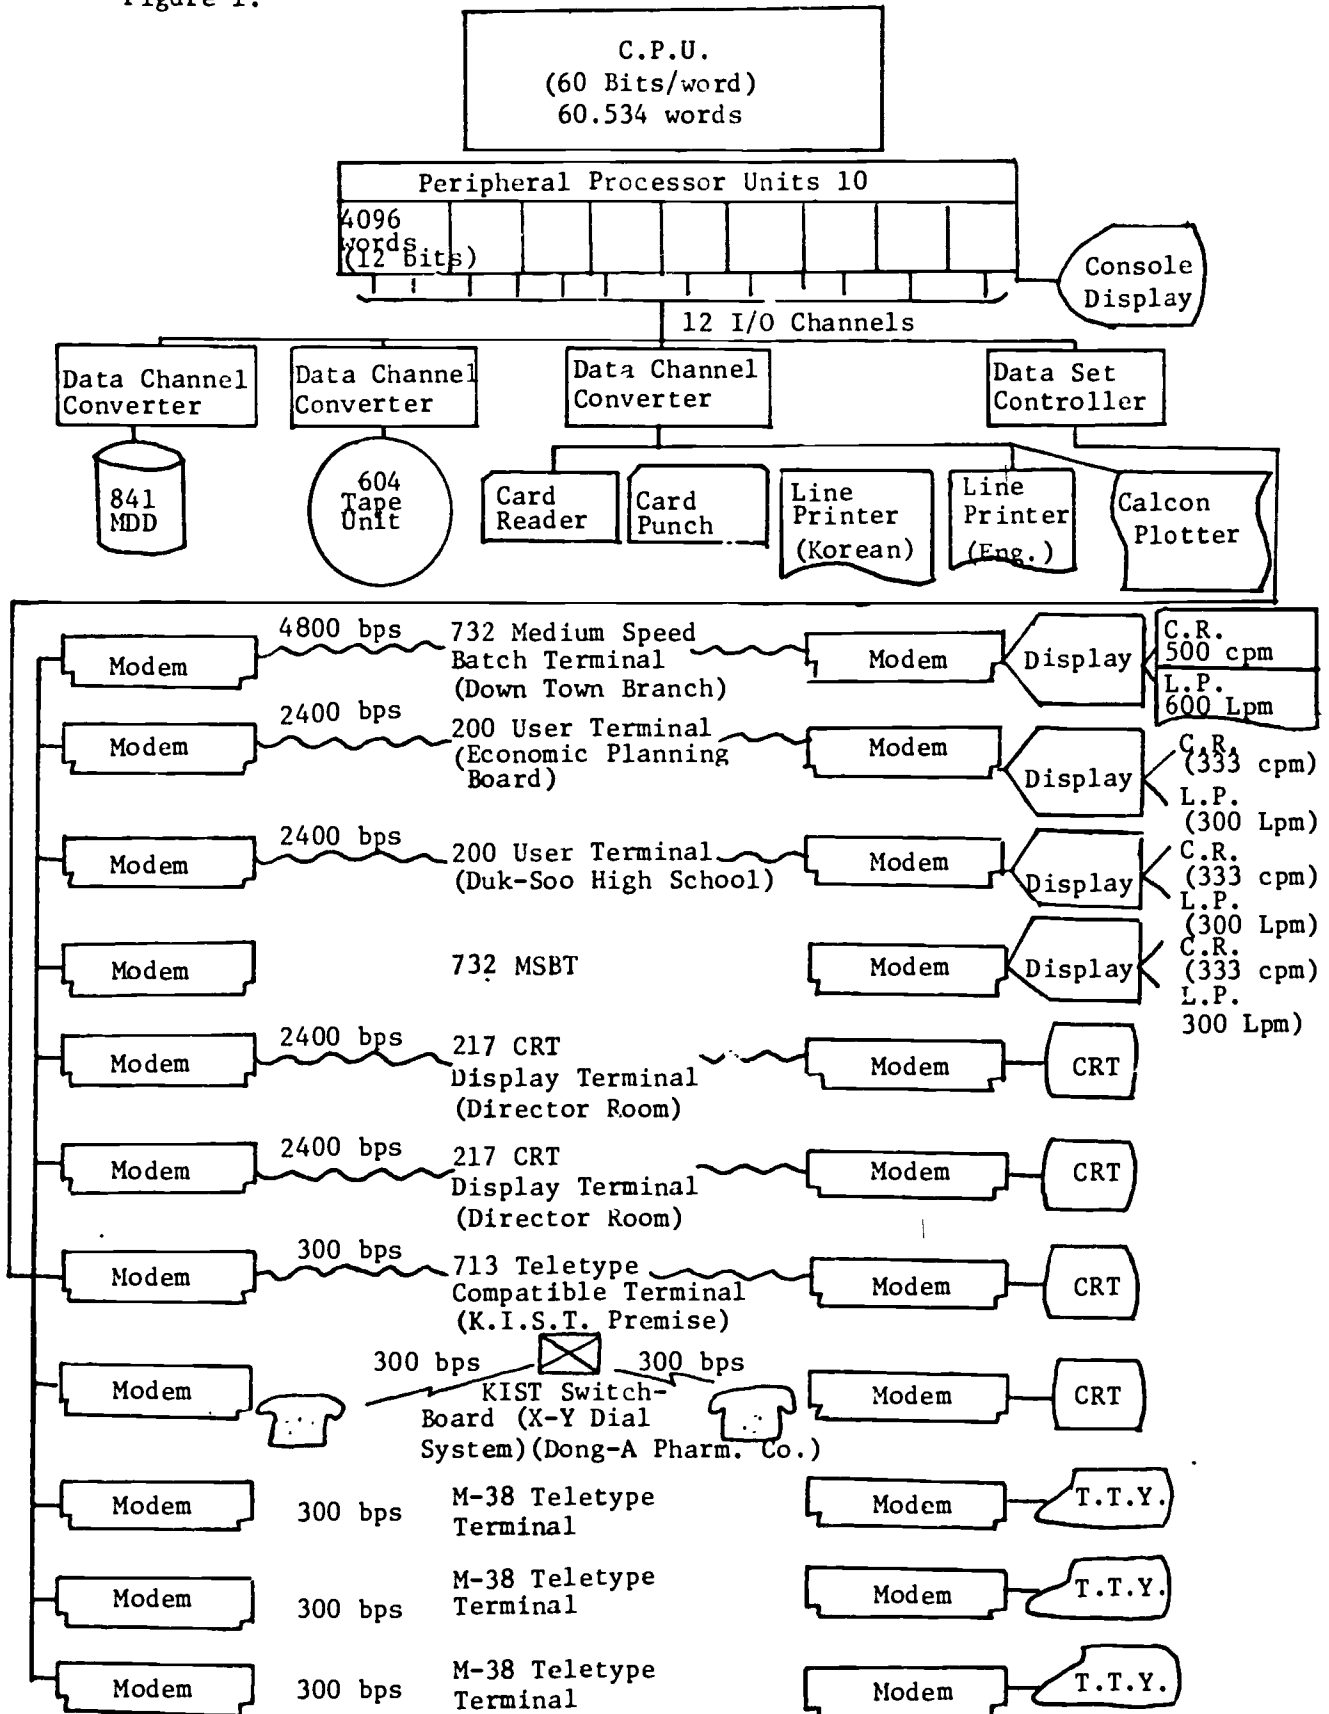 Figure 1.
C.P.U.
(60 Bits/word)
60.534 words
Peripheral Processor Units 10
4096
words
(12 bits)
Console
Display
12 I/O Channels
Data Channel
Converter
Data Channel
Converter
Data Channel
Converter
Data Set
Controller
841
MDD
604
Tape
Unit
Card
Reader
Card
Punch
Line
Printer
(Korean)
Line
Printer
(Eng.)
Calcon
Plotter
Modem
4800 bps
732 Medium Speed
Batch Terminal
(Down Town Branch)
Modem
Display
C.R.
500 cpm
L.P.
600 Lpm
Modem
2400 bps
200 User Terminal
(Economic Planning
Board)
Modem
Display
C.R.
(333 cpm)
L.P.
(300 Lpm)
Modem
2400 bps
200 User Terminal
(Duk-Soo High School)
Modem
Display
C.R.
(333 cpm)
L.P.
(300 Lpm)
Modem
732 MSBT
Modem
Display
C.R.
(333 cpm)
L.P.
300 Lpm)
Modem
2400 bps
217 CRT
Display Terminal
(Director Room)
Modem
CRT
Modem
2400 bps
217 CRT
Display Terminal
(Director Room)
Modem
CRT
Modem
300 bps
713 Teletype
Compatible Terminal
(K.I.S.T. Premise)
Modem
CRT
Modem
300 bps
300 bps
KIST Switch-
Board (X-Y Dial
System)(Dong-A Pharm. Co.)
Modem
CRT
Modem
300 bps
M-38 Teletype
Terminal
Modem
T.T.Y.
Modem
300 bps
M-38 Teletype
Terminal
Modem
T.T.Y.
Modem
300 bps
M-38 Teletype
Terminal
Modem
T.T.Y.